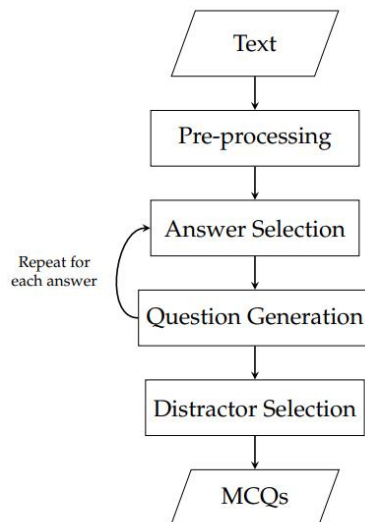 Text
Pre-processing
Answer Selection
Repeat for
each answer
Question Generation
Distractor Selection
MCQs